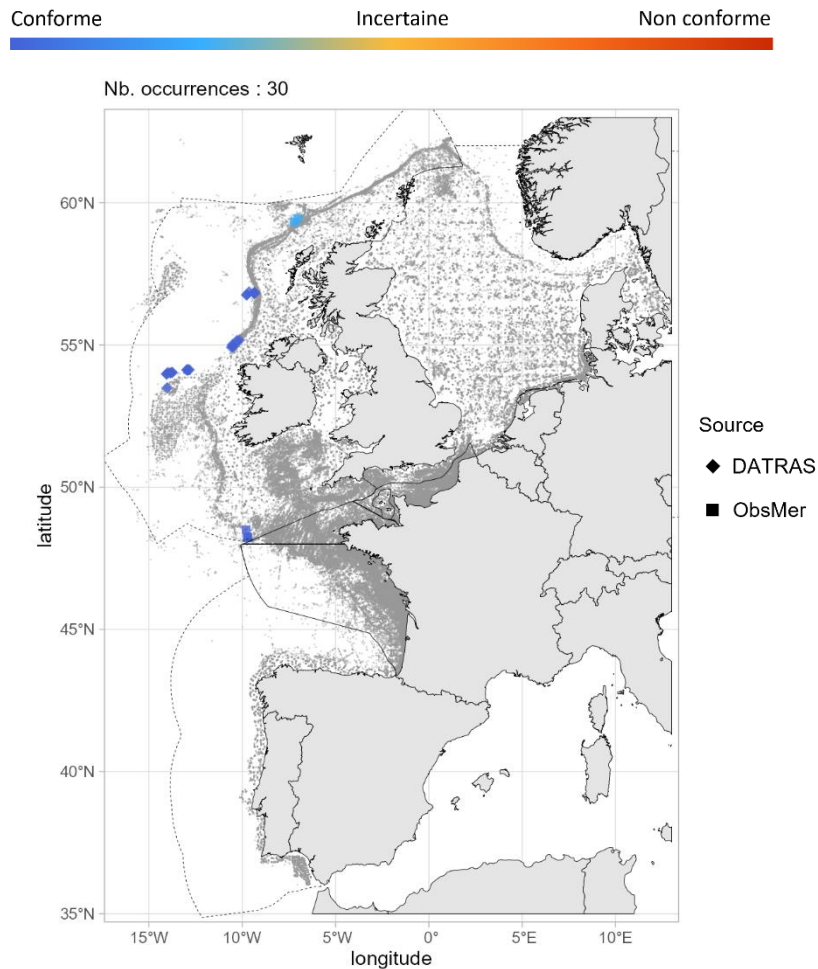 Conforme Incertaine Non conforme
Nb. occurrences : 30
60°N
55°N
50°N
45°N
40°N
35°N
latitude
15°W 10°W 5°W 0° 5°E 10°E
longitude
Source
DATRAS
ObsMer